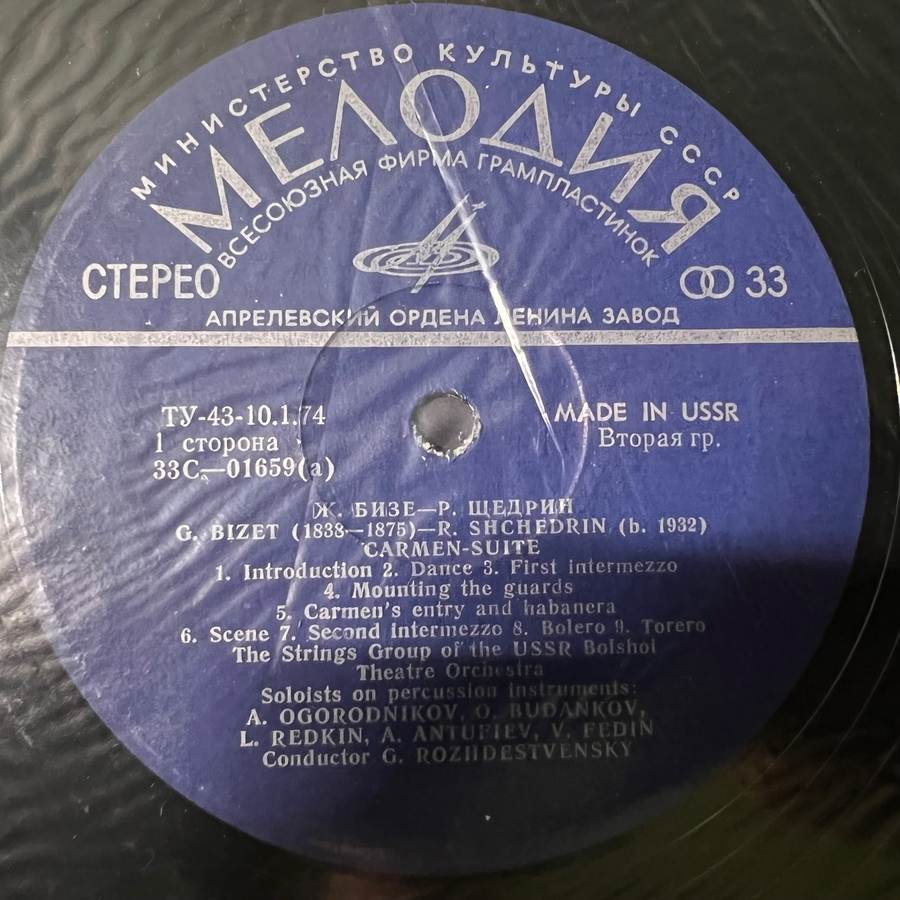 МИНИСТЕРСТВО КУЛЬТУРЫ СССР
МЕЛОДИЯ
ВСЕСОЮЗНАЯ ФИРМА ГРАМПЛАСТИНОК
СТЕРЕО
33
АПРЕЛЕВСКИЙ ОРДЕНА ЛЕНИНА ЗАВОД
ТУ-43-10.1.74
MADE IN USSR
1 сторона
Вторая гр.
33С—01659(а)
Ж. БИЗЕ—Р. ЩЕДРИН
G. BIZET (1838—1875)—R. SHCHEDRIN (b. 1932)
CARMEN-SUITE
1. Introduction 2. Dance 3. First intermezzo
4. Mounting the guards
5. Carmen's entry and habanera
6. Scene 7. Second intermezzo 8. Bolero 9. Torero
The Strings Group of the USSR Bolshoi
Theatre Orchestra
Soloists on percussion instruments:
A. OGORODNIKOV, O. BUDANKOV,
L. REDKIN, A. ANTUFIEV, V. FEDIN
Conductor G. ROZHDESTVENSKY